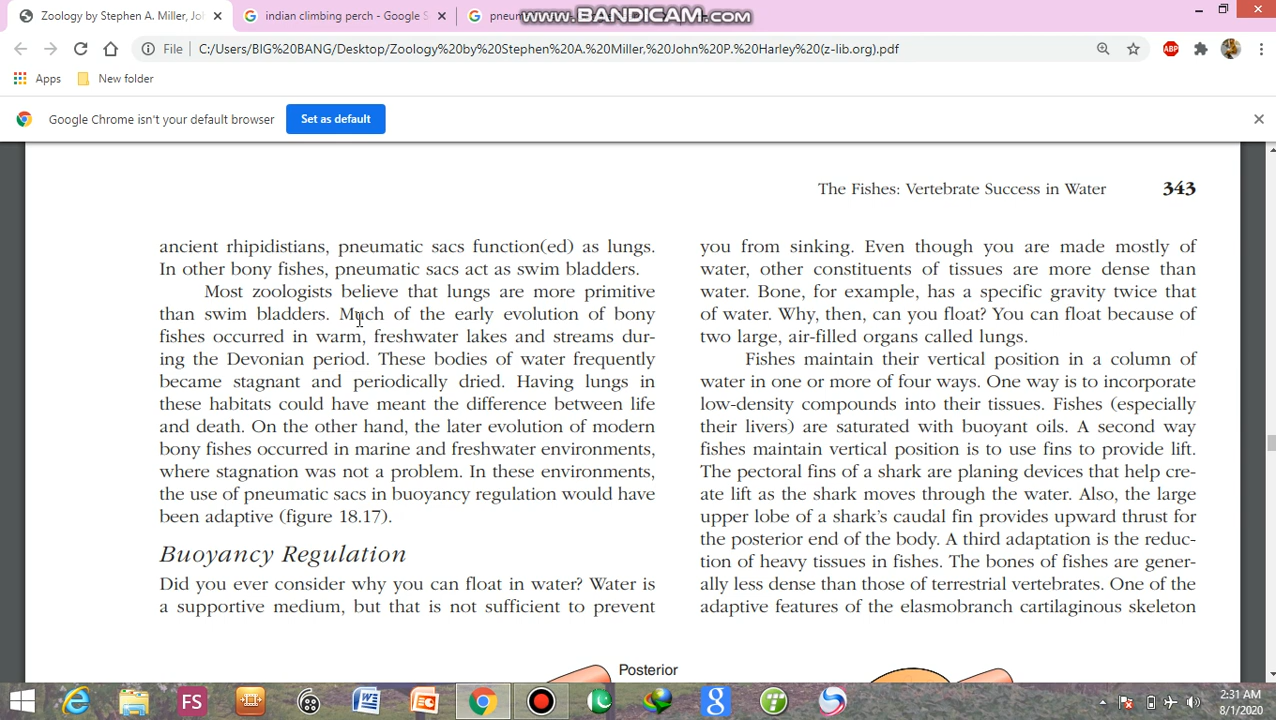 Zoology by Stephen A. Miller, Jo
indian climbing perch - Google S
pneun
www.BANDICAM.com
File
C:/Users/BIG%20BANG/Desktop/Zoology%20by%20Stephen%20A.%20Miller,%20John%20P.%20Harley%20(z-lib.org).pdf
ABP
Apps
New folder
Google Chrome isn't your default browser
Set as default
The Fishes: Vertebrate Success in Water 343
ancient rhipidistians, pneumatic sacs function(ed) as lungs.
In other bony fishes, pneumatic sacs act as swim bladders.
Most zoologists believe that lungs are more primitive
than swim bladders. Much of the early evolution of bony
fishes occurred in warm, freshwater lakes and streams dur-
ing the Devonian period. These bodies of water frequently
became stagnant and periodically dried. Having lungs in
these habitats could have meant the difference between life
and death. On the other hand, the later evolution of modern
bony fishes occurred in marine and freshwater environments,
where stagnation was not a problem. In these environments,
the use of pneumatic sacs in buoyancy regulation would have
been adaptive (figure 18.17).
Buoyancy Regulation
Did you ever consider why you can float in water? Water is
a supportive medium, but that is not sufficient to prevent
you from sinking. Even though you are made mostly of
water, other constituents of tissues are more dense than
water. Bone, for example, has a specific gravity twice that
of water. Why, then, can you float? You can float because of
two large, air-filled organs called lungs.
Fishes maintain their vertical position in a column of
water in one or more of four ways. One way is to incorporate
low-density compounds into their tissues. Fishes (especially
their livers) are saturated with buoyant oils. A second way
fishes maintain vertical position is to use fins to provide lift.
The pectoral fins of a shark are planing devices that help cre-
ate lift as the shark moves through the water. Also, the large
upper lobe of a shark's caudal fin provides upward thrust for
the posterior end of the body. A third adaptation is the reduc-
tion of heavy tissues in fishes. The bones of fishes are gener-
ally less dense than those of terrestrial vertebrates. One of the
adaptive features of the elasmobranch cartilaginous skeleton
Posterior
FS
2:31 AM
8/1/2020